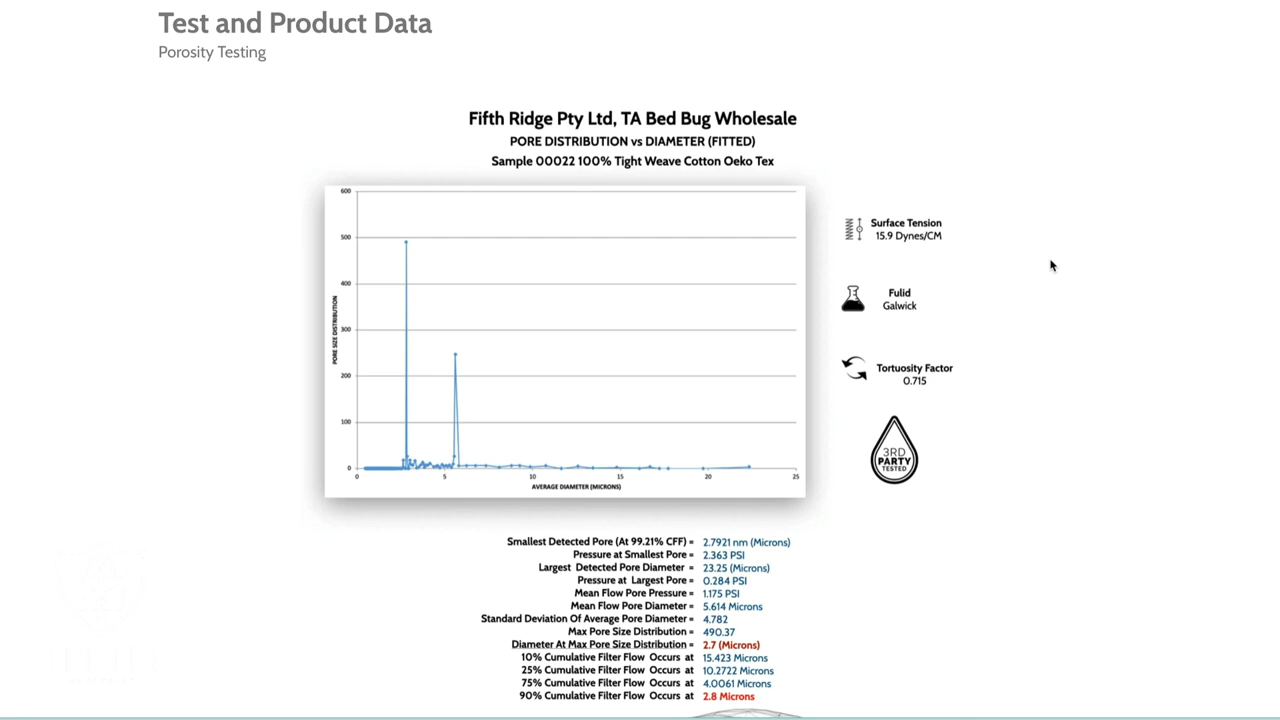 Test and Product Data
Porosity Testing
Fifth Ridge Pty Ltd, TA Bed Bug Wholesale
PORE DISTRIBUTION vs DIAMETER (FITTED)
Sample 00022 100% Tight Weave Cotton Oeko Tex
600
500
400
300
200
100
0
PORE SIZE DISTRIBUTION
0 5 10 15 20 25
AVERAGE DIAMETER (MICRONS)
Surface Tension
15.9 Dynes/CM
Fulid
Galwick
Tortuosity Factor
0.715
3RD
PARTY
TESTED
Smallest Detected Pore (At 99.21% CFF) = 2.7921 nm (Microns)
Pressure at Smallest Pore = 2.363 PSI
Largest Detected Pore Diameter = 23.25 (Microns)
Pressure at Largest Pore = 0.284 PSI
Mean Flow Pore Pressure = 1.175 PSI
Mean Flow Pore Diameter = 5.614 Microns
Standard Deviation Of Average Pore Diameter = 4.782
Max Pore Size Distribution = 490.37
Diameter At Max Pore Size Distribution = 2.7 (Microns)
10% Cumulative Filter Flow Occurs at 15.423 Microns
25% Cumulative Filter Flow Occurs at 10.2722 Microns
75% Cumulative Filter Flow Occurs at 4.0061 Microns
90% Cumulative Filter Flow Occurs at 2.8 Microns